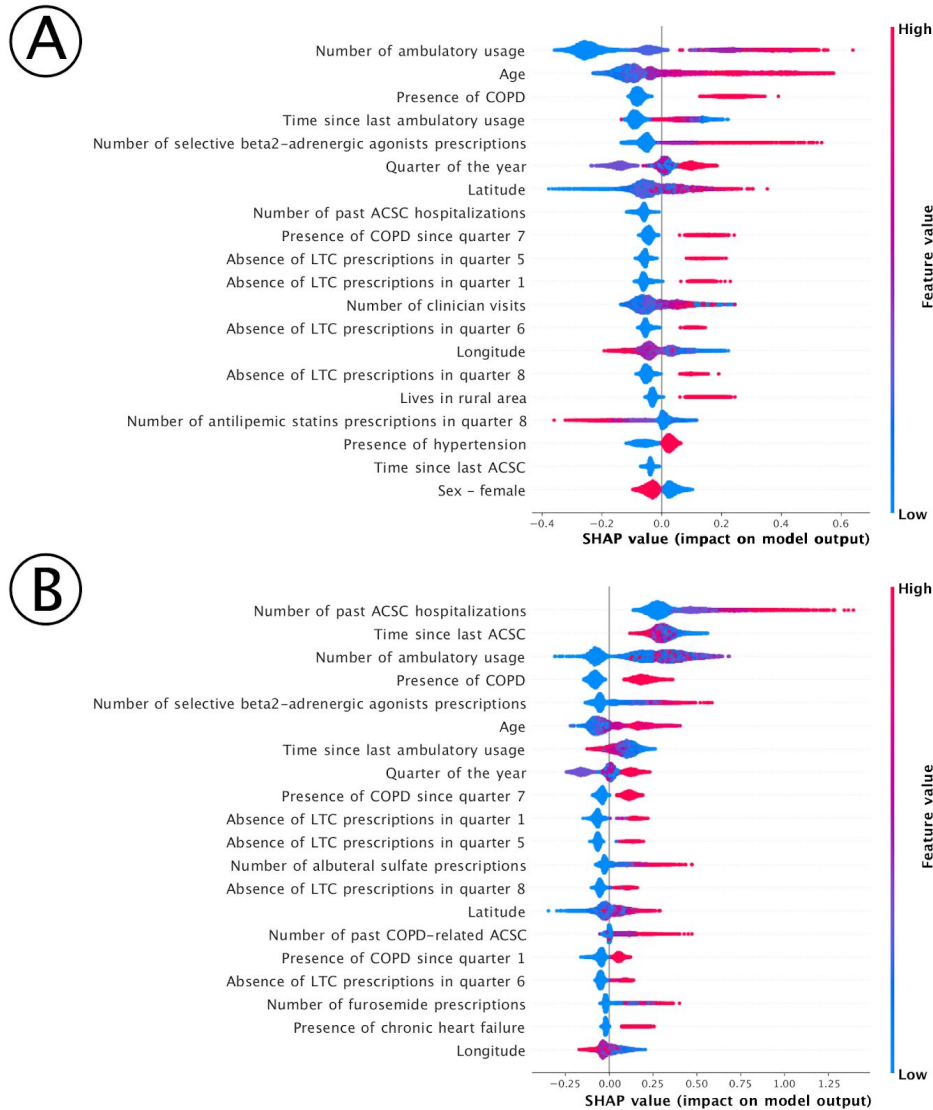 A
High
Number of ambulatory usage
Age
Presence of COPD
Time since last ambulatory usage
Number of selective beta2-adrenergic agonists prescriptions
Quarter of the year
Latitude
Number of past ACSC hospitalizations
Presence of COPD since quarter 7
Absence of LTC prescriptions in quarter 5
Absence of LTC prescriptions in quarter 1
Number of clinician visits
Absence of LTC prescriptions in quarter 6
Longitude
Absence of LTC prescriptions in quarter 8
Lives in rural area
Number of antilipemic statins prescriptions in quarter 8
Presence of hypertension
Time since last ACSC
Sex – female
Feature value
Low
−0.4 −0.2 0.0 0.2 0.4 0.6
SHAP value (impact on model output)
B
High
Number of past ACSC hospitalizations
Time since last ACSC
Number of ambulatory usage
Presence of COPD
Number of selective beta2-adrenergic agonists prescriptions
Age
Time since last ambulatory usage
Quarter of the year
Presence of COPD since quarter 7
Absence of LTC prescriptions in quarter 1
Absence of LTC prescriptions in quarter 5
Number of albuteral sulfate prescriptions
Absence of LTC prescriptions in quarter 8
Latitude
Number of past COPD-related ACSC
Presence of COPD since quarter 1
Absence of LTC prescriptions in quarter 6
Number of furosemide prescriptions
Presence of chronic heart failure
Longitude
Feature value
Low
−0.25 0.00 0.25 0.50 0.75 1.00 1.25
SHAP value (impact on model output)